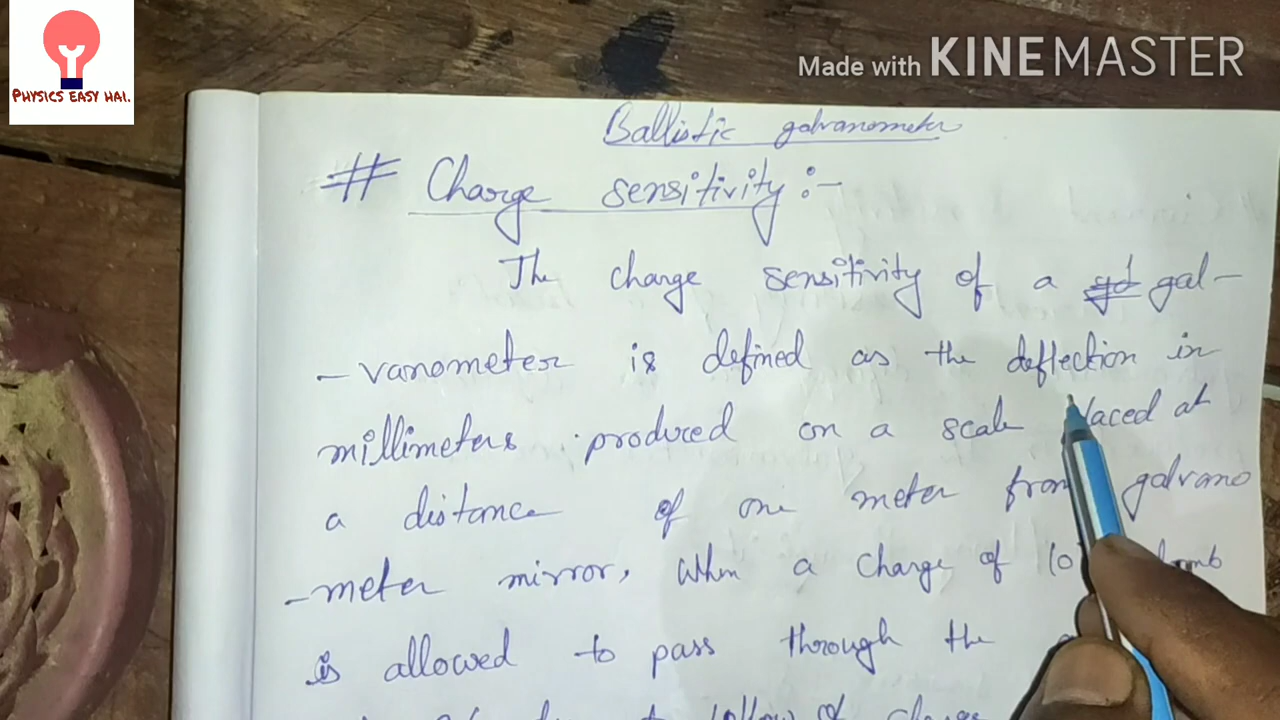 PHYSICS EASY HAI.
Made with KINEMASTER
Ballistic galvanometer
# Charge sensitivity :-
The charge sensitivity of a gal-
-vanometer is defined as the deflection in
millimeters produced on a scale placed at
a distance of one meter from galvano
-meter mirror, When a charge of
is allowed to pass through the
of charge